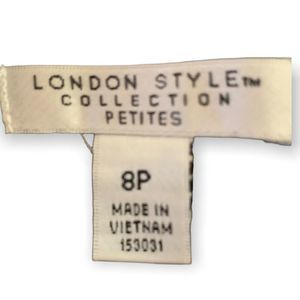 LONDON STYLE™
COLLECTION
PETITES
8P
MADE IN
VIETNAM
153031